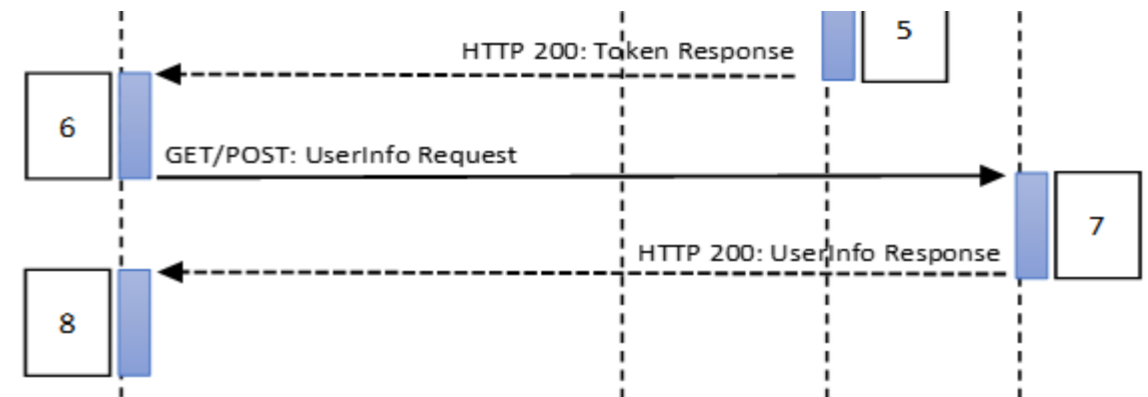 5
HTTP 200: Token Response
6
GET/POST: UserInfo Request
7
HTTP 200: UserInfo Response
8